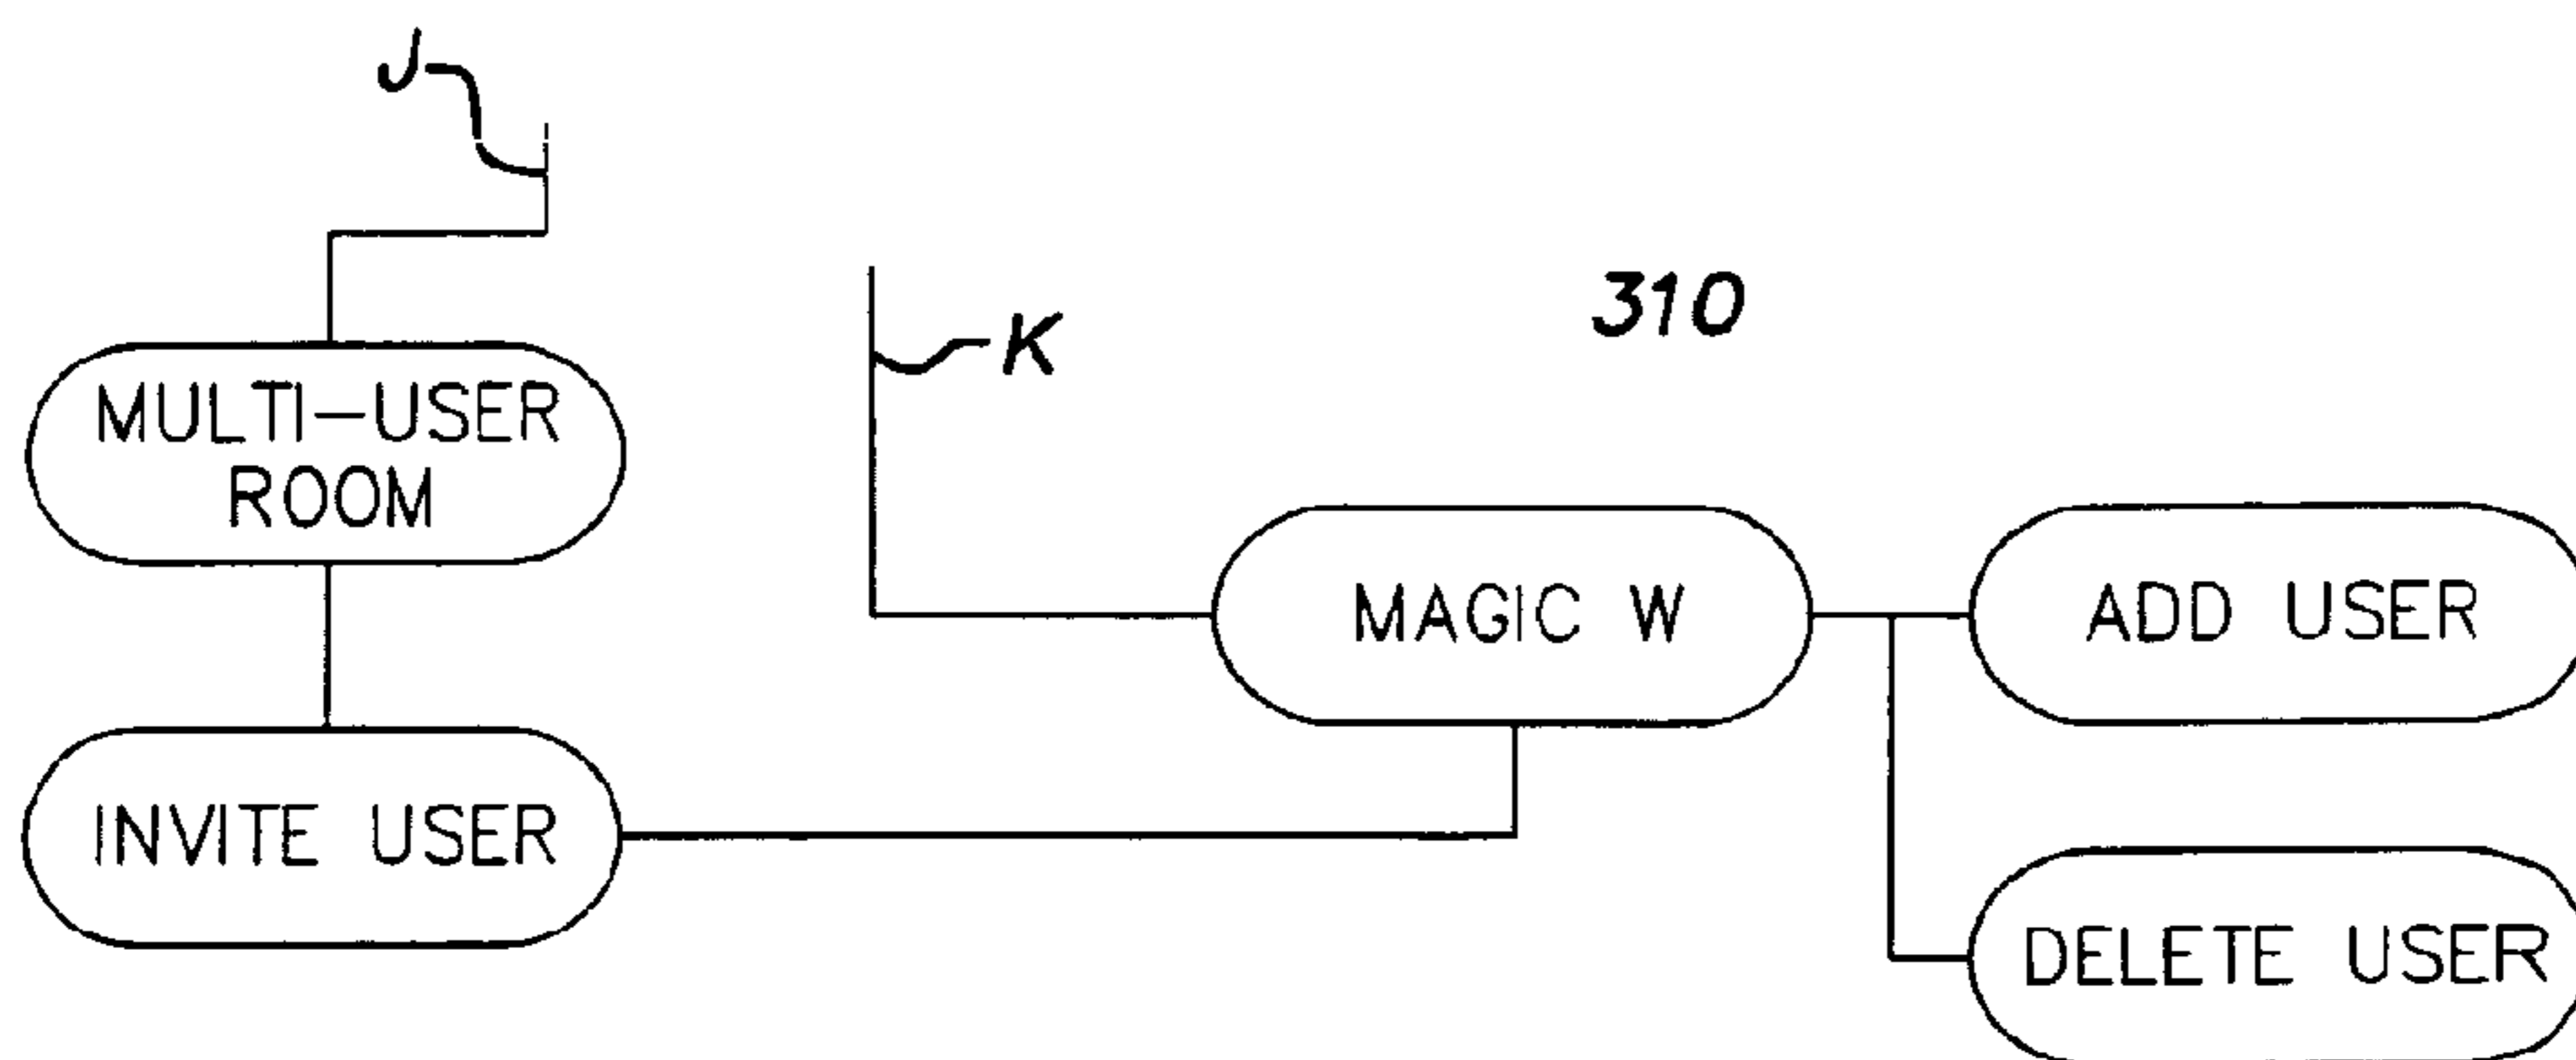 J
K
310
MULTI-USER
ROOM
MAGIC W
ADD USER
INVITE USER
DELETE USER